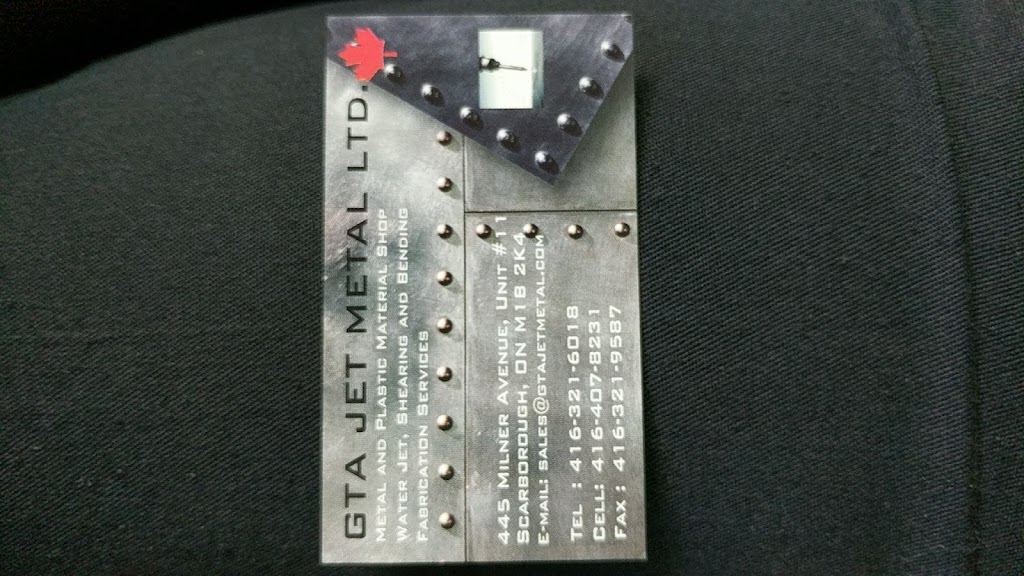 GTA JET METAL LTD.
METAL AND PLASTIC MATERIAL SHOP
WATER JET, SHEARING AND BENDING
FABRICATION SERVICES
445 MILNER AVENUE, UNIT #11
SCARBOROUGH, ON M1B 2K4
E-MAIL: SALES@GTAJETMETAL.COM
TEL : 416-321-6018
CELL: 416-407-8231
FAX : 416-321-9587